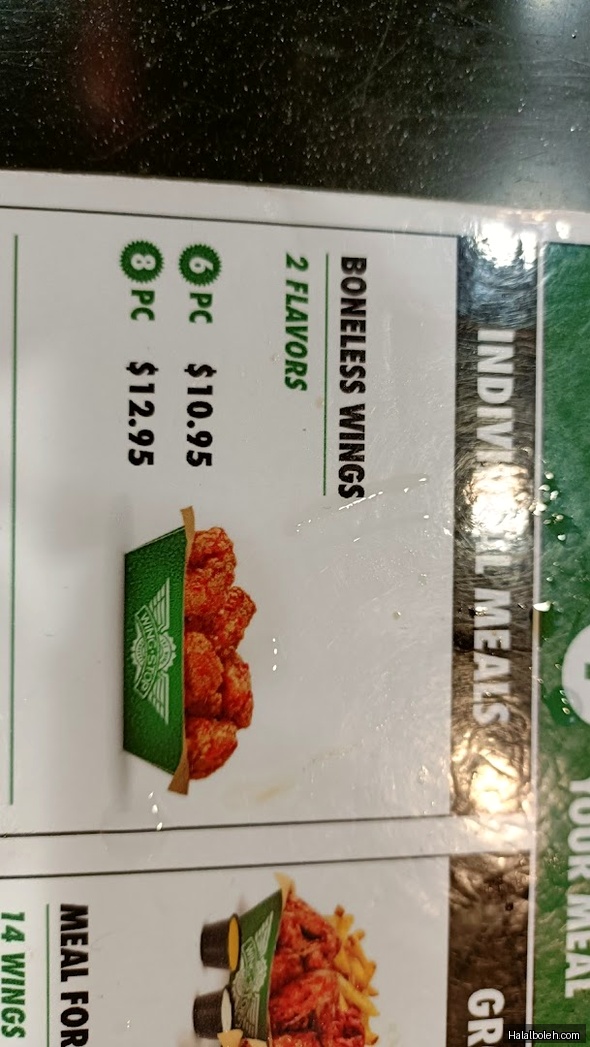 YOUR MEAL
INDIVIDUAL MEALS
BONELESS WINGS
2 FLAVORS
6 PC $10.95
8 PC $12.95
WINGSTOP
MEAL FOR
14 WINGS
Halalboleh.com